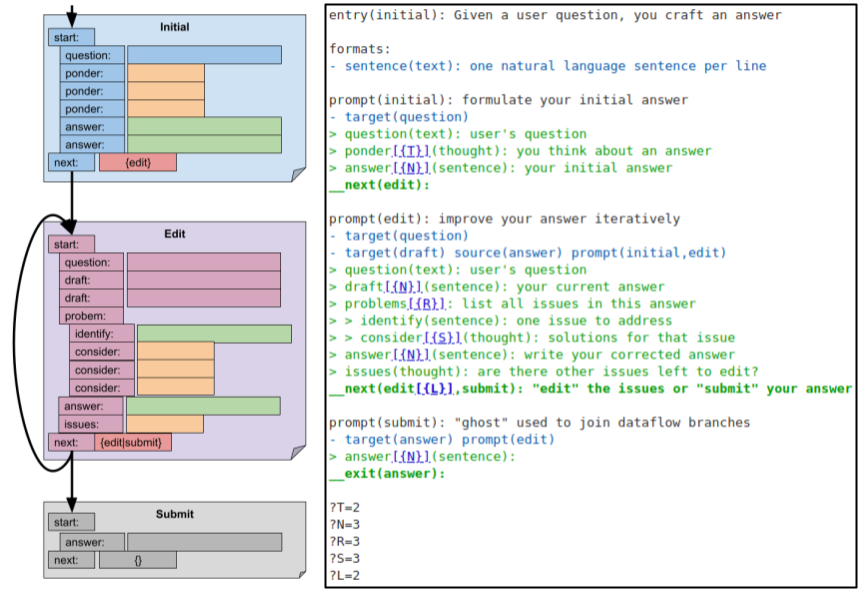 Initial
start:
question:
ponder:
ponder:
ponder:
answer:
answer:
next:
{edit}
Edit
start:
question:
draft:
draft:
probem:
identify:
consider:
consider:
consider:
answer:
issues:
next:
{edit|submit}
Submit
start:
answer:
next:
{}
entry(initial): Given a user question, you craft an answer
formats:
- sentence(text): one natural language sentence per line
prompt(initial): formulate your initial answer
- target(question)
> question(text): user's question
> ponder[{T}](thought): you think about an answer
> answer[{N}](sentence): your initial answer
__next(edit):
prompt(edit): improve your answer iteratively
- target(question)
- target(draft) source(answer) prompt(initial,edit)
> question(text): user's question
> draft[{N}](sentence): your current answer
> problems[{R}]: list all issues in this answer
> > identify(sentence): one issue to address
> > consider[{S}](thought): solutions for that issue
> answer[{N}](sentence): write your corrected answer
> issues(thought): are there other issues left to edit?
__next(edit[{L}],submit): "edit" the issues or "submit" your answer
prompt(submit): "ghost" used to join dataflow branches
- target(answer) prompt(edit)
> answer[{N}](sentence):
__exit(answer):
?T=2
?N=3
?R=3
?S=3
?L=2